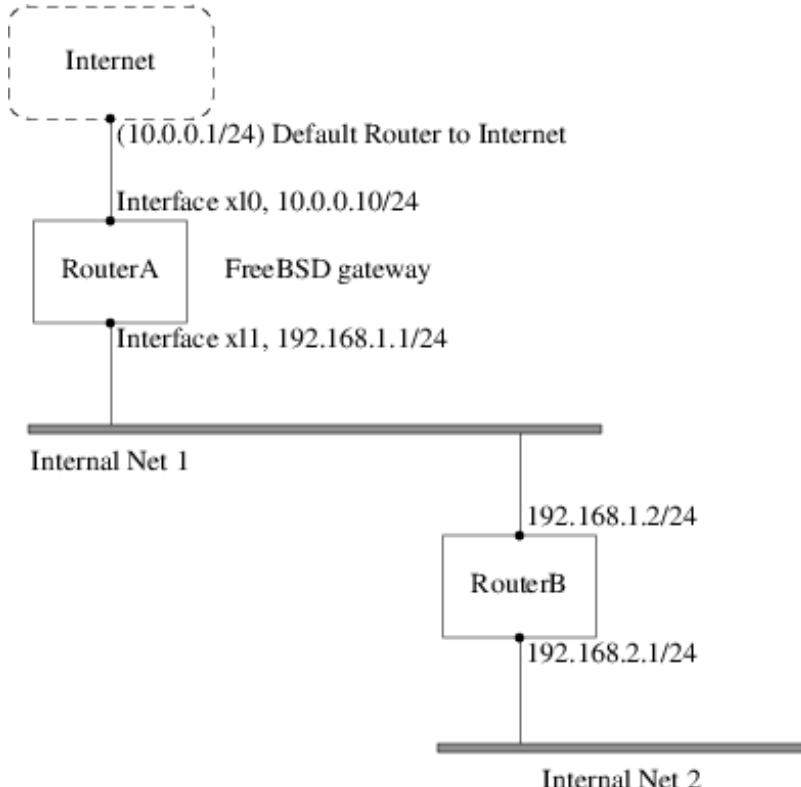 Internet
(10.0.0.1/24) Default Router to Internet
Interface xl0, 10.0.0.10/24
RouterA
FreeBSD gateway
Interface xl1, 192.168.1.1/24
Internal Net 1
192.168.1.2/24
RouterB
192.168.2.1/24
Internal Net 2